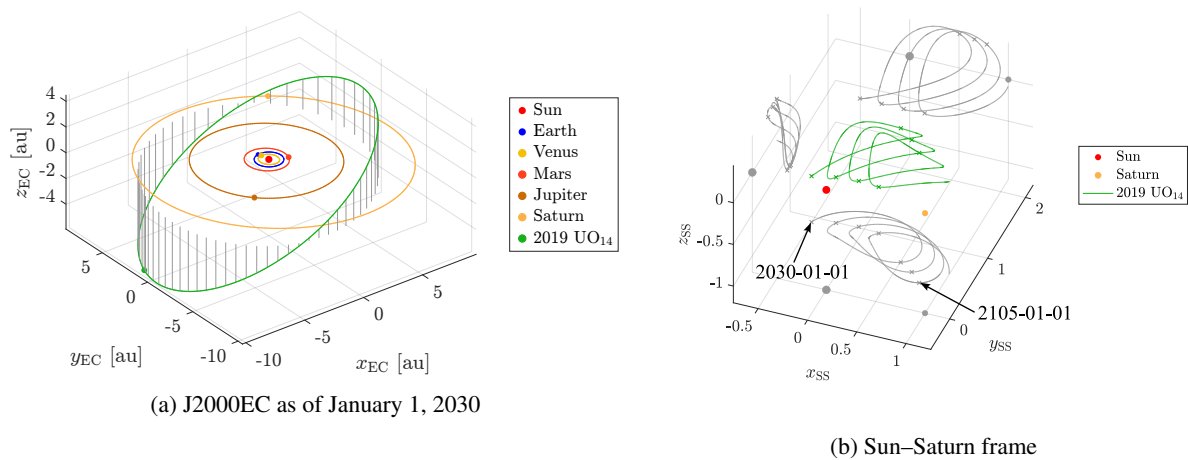 4
2
0
-2
-4
z_EC [au]
5
0
-5
-10
y_EC [au]
-10
-5
0
5
x_EC [au]
Sun
Earth
Venus
Mars
Jupiter
Saturn
2019 UO₁₄
(a) J2000EC as of January 1, 2030
0
-0.5
-1
z_SS
-0.5
0
0.5
1
x_SS
0
1
2
y_SS
2030-01-01
2105-01-01
Sun
Saturn
2019 UO₁₄
(b) Sun–Saturn frame